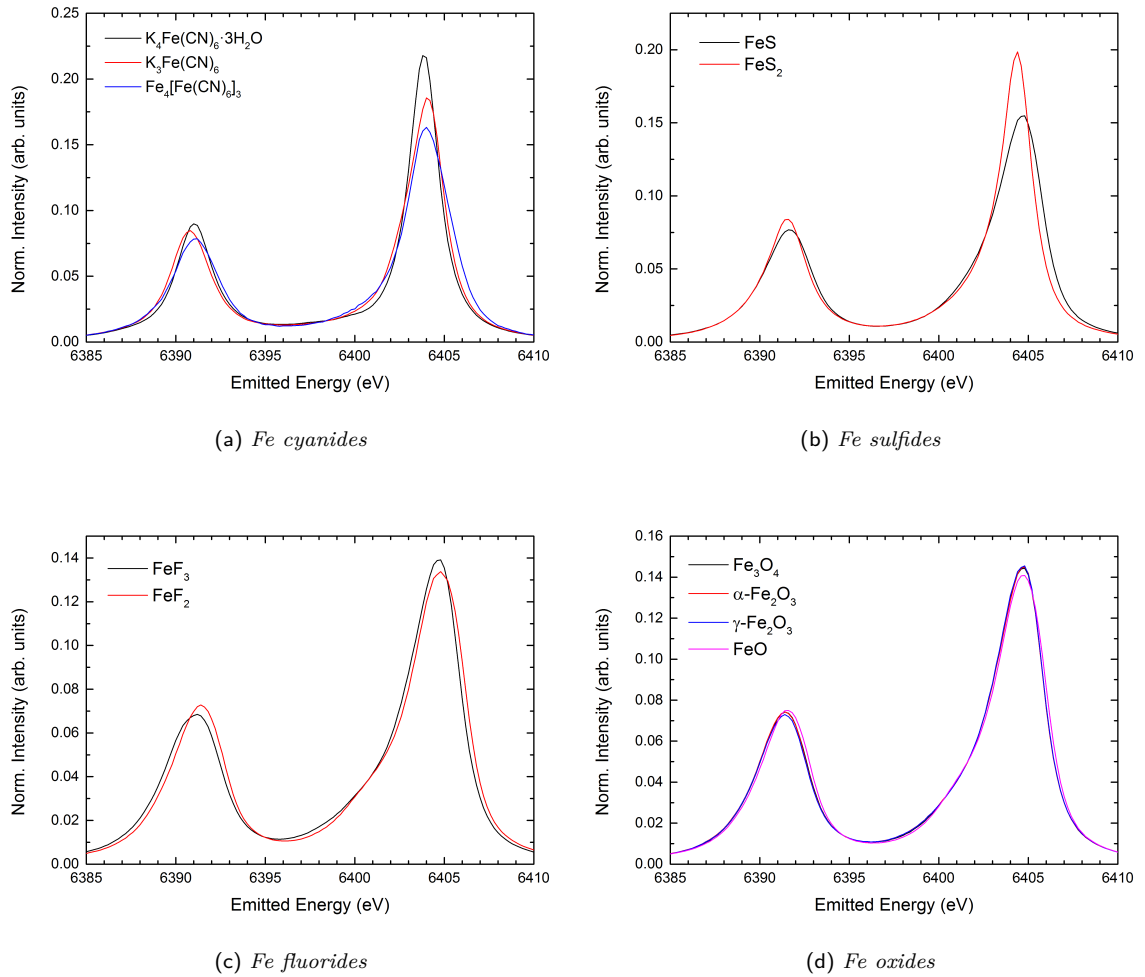 0.25
0.20
0.15
0.10
0.05
0.00
Norm. Intensity (arb. units)
K₄Fe(CN)₆·3H₂O
K₃Fe(CN)₆
Fe₄[Fe(CN)₆]₃
6385 6390 6395 6400 6405 6410
Emitted Energy (eV)
(a) Fe cyanides
0.20
0.15
0.10
0.05
0.00
Norm. Intensity (arb. units)
FeS
FeS₂
6385 6390 6395 6400 6405 6410
Emitted Energy (eV)
(b) Fe sulfides
0.14
0.12
0.10
0.08
0.06
0.04
0.02
0.00
Norm. Intensity (arb. units)
FeF₃
FeF₂
6385 6390 6395 6400 6405 6410
Emitted Energy (eV)
(c) Fe fluorides
0.16
0.14
0.12
0.10
0.08
0.06
0.04
0.02
0.00
Norm. Intensity (arb. units)
Fe₃O₄
α-Fe₂O₃
γ-Fe₂O₃
FeO
6385 6390 6395 6400 6405 6410
Emitted Energy (eV)
(d) Fe oxides